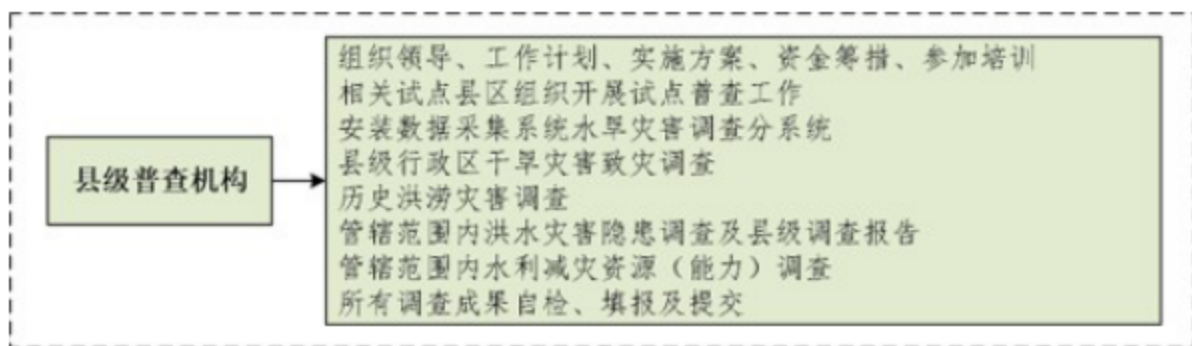 县级普查机构
组织领导、工作计划、实施方案、资金筹措、参加培训
相关试点县区组织开展试点普查工作
安装数据采集系统水旱灾害调查分系统
县级行政区干旱灾害致灾调查
历史洪涝灾害调查
管辖范围内洪水灾害隐患调查及县级调查报告
管辖范围内水利减灾资源（能力）调查
所有调查成果自检、填报及提交